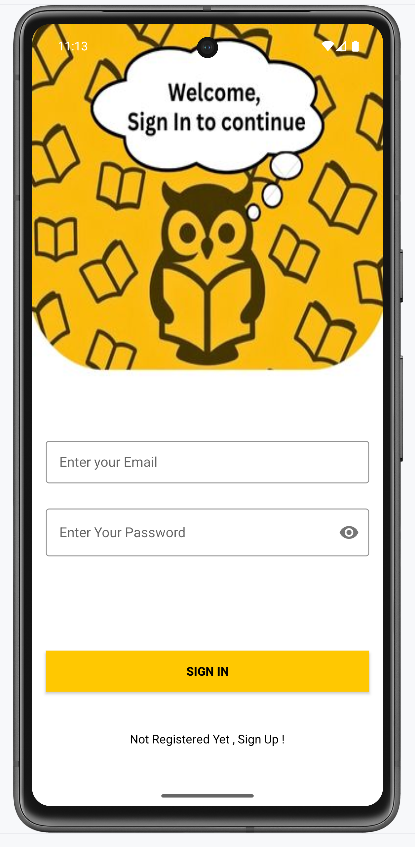 11:13
Welcome,
Sign In to continue
Enter your Email
Enter Your Password
SIGN IN
Not Registered Yet , Sign Up !